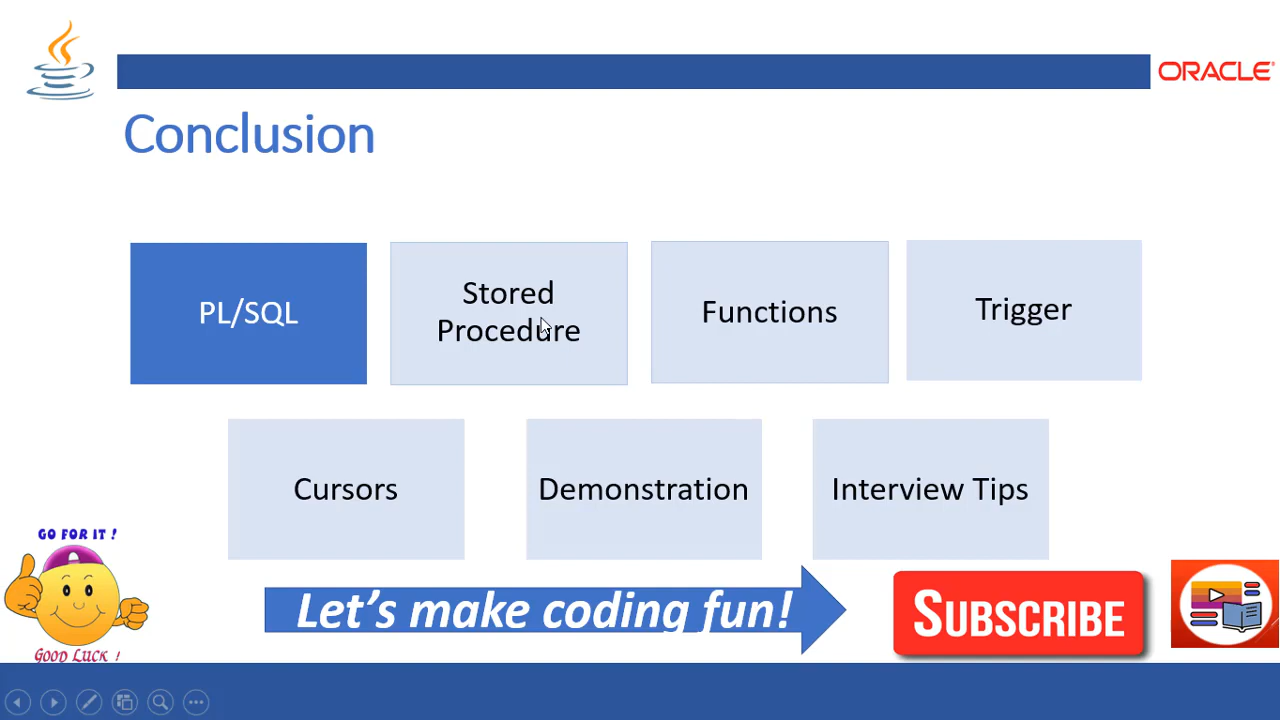 ORACLE
Conclusion
PL/SQL
Stored
Procedure
Functions
Trigger
Cursors
Demonstration
Interview Tips
GO FOR IT !
GOOD LUCK !
Let's make coding fun!
SUBSCRIBE